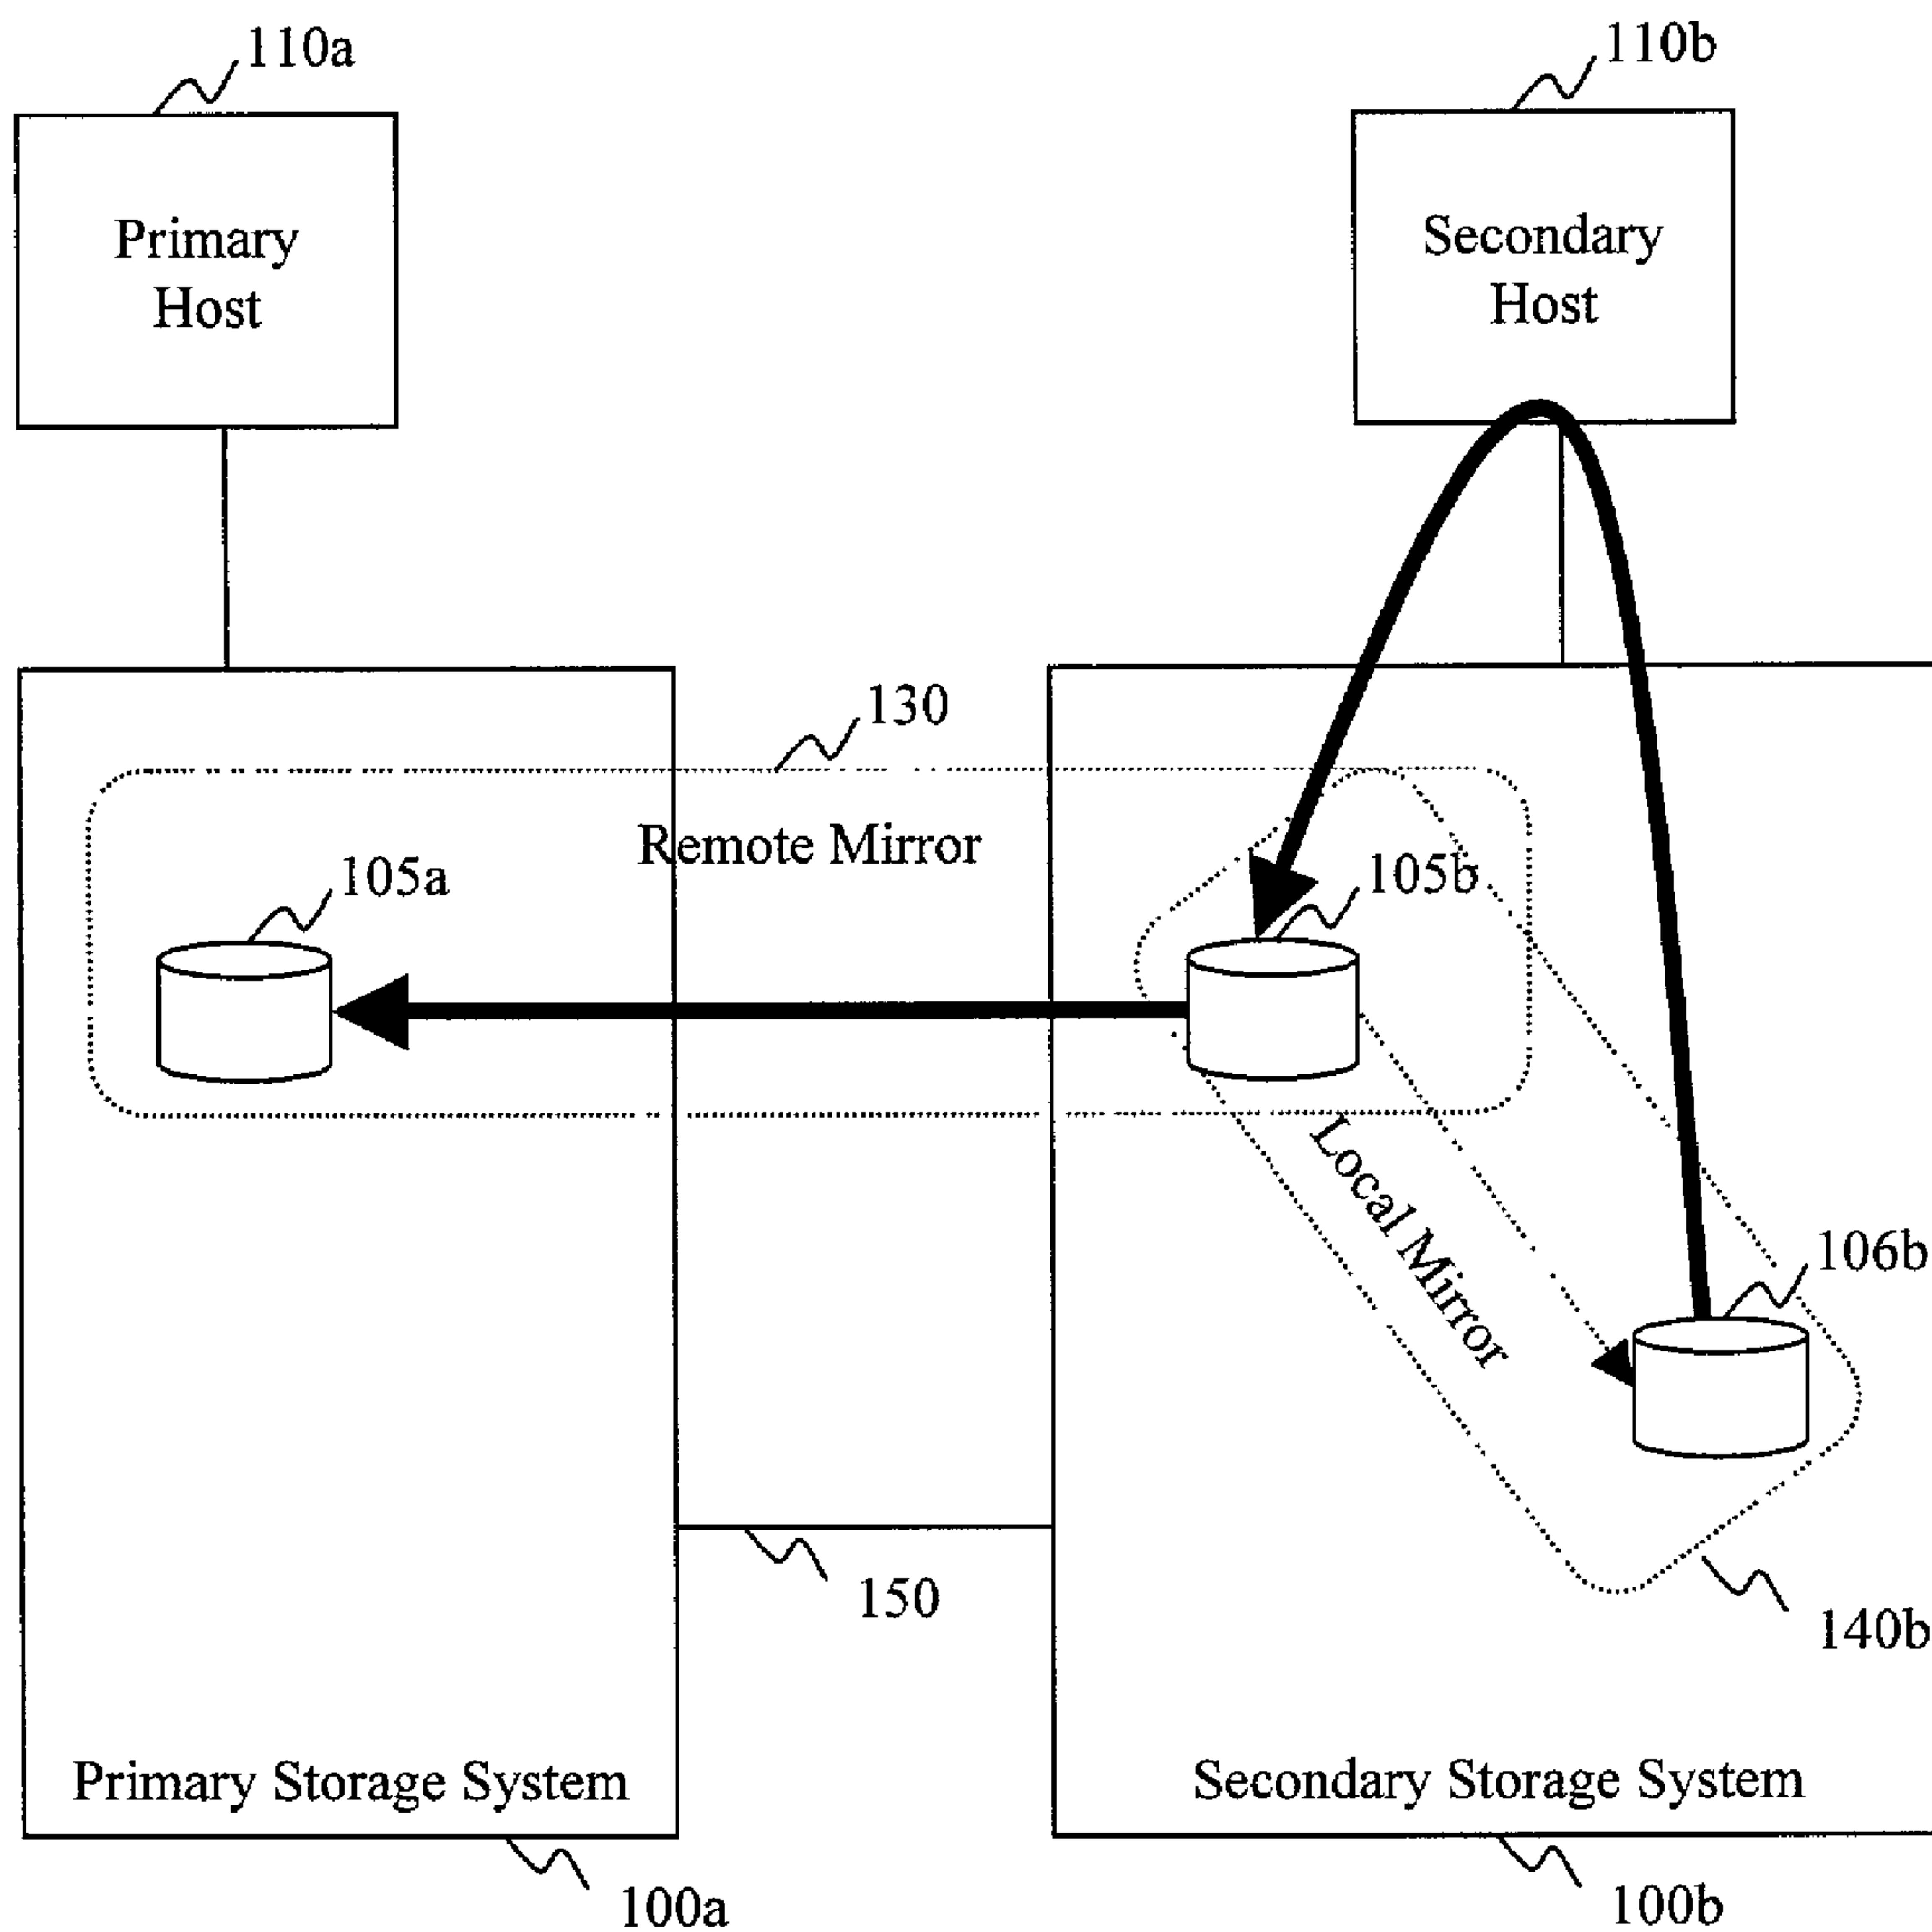 110a
110b
Primary
Host
Secondary
Host
130
Remote Mirror
105a
105b
Local Mirror
106b
150
140b
Primary Storage System
Secondary Storage System
100a
100b